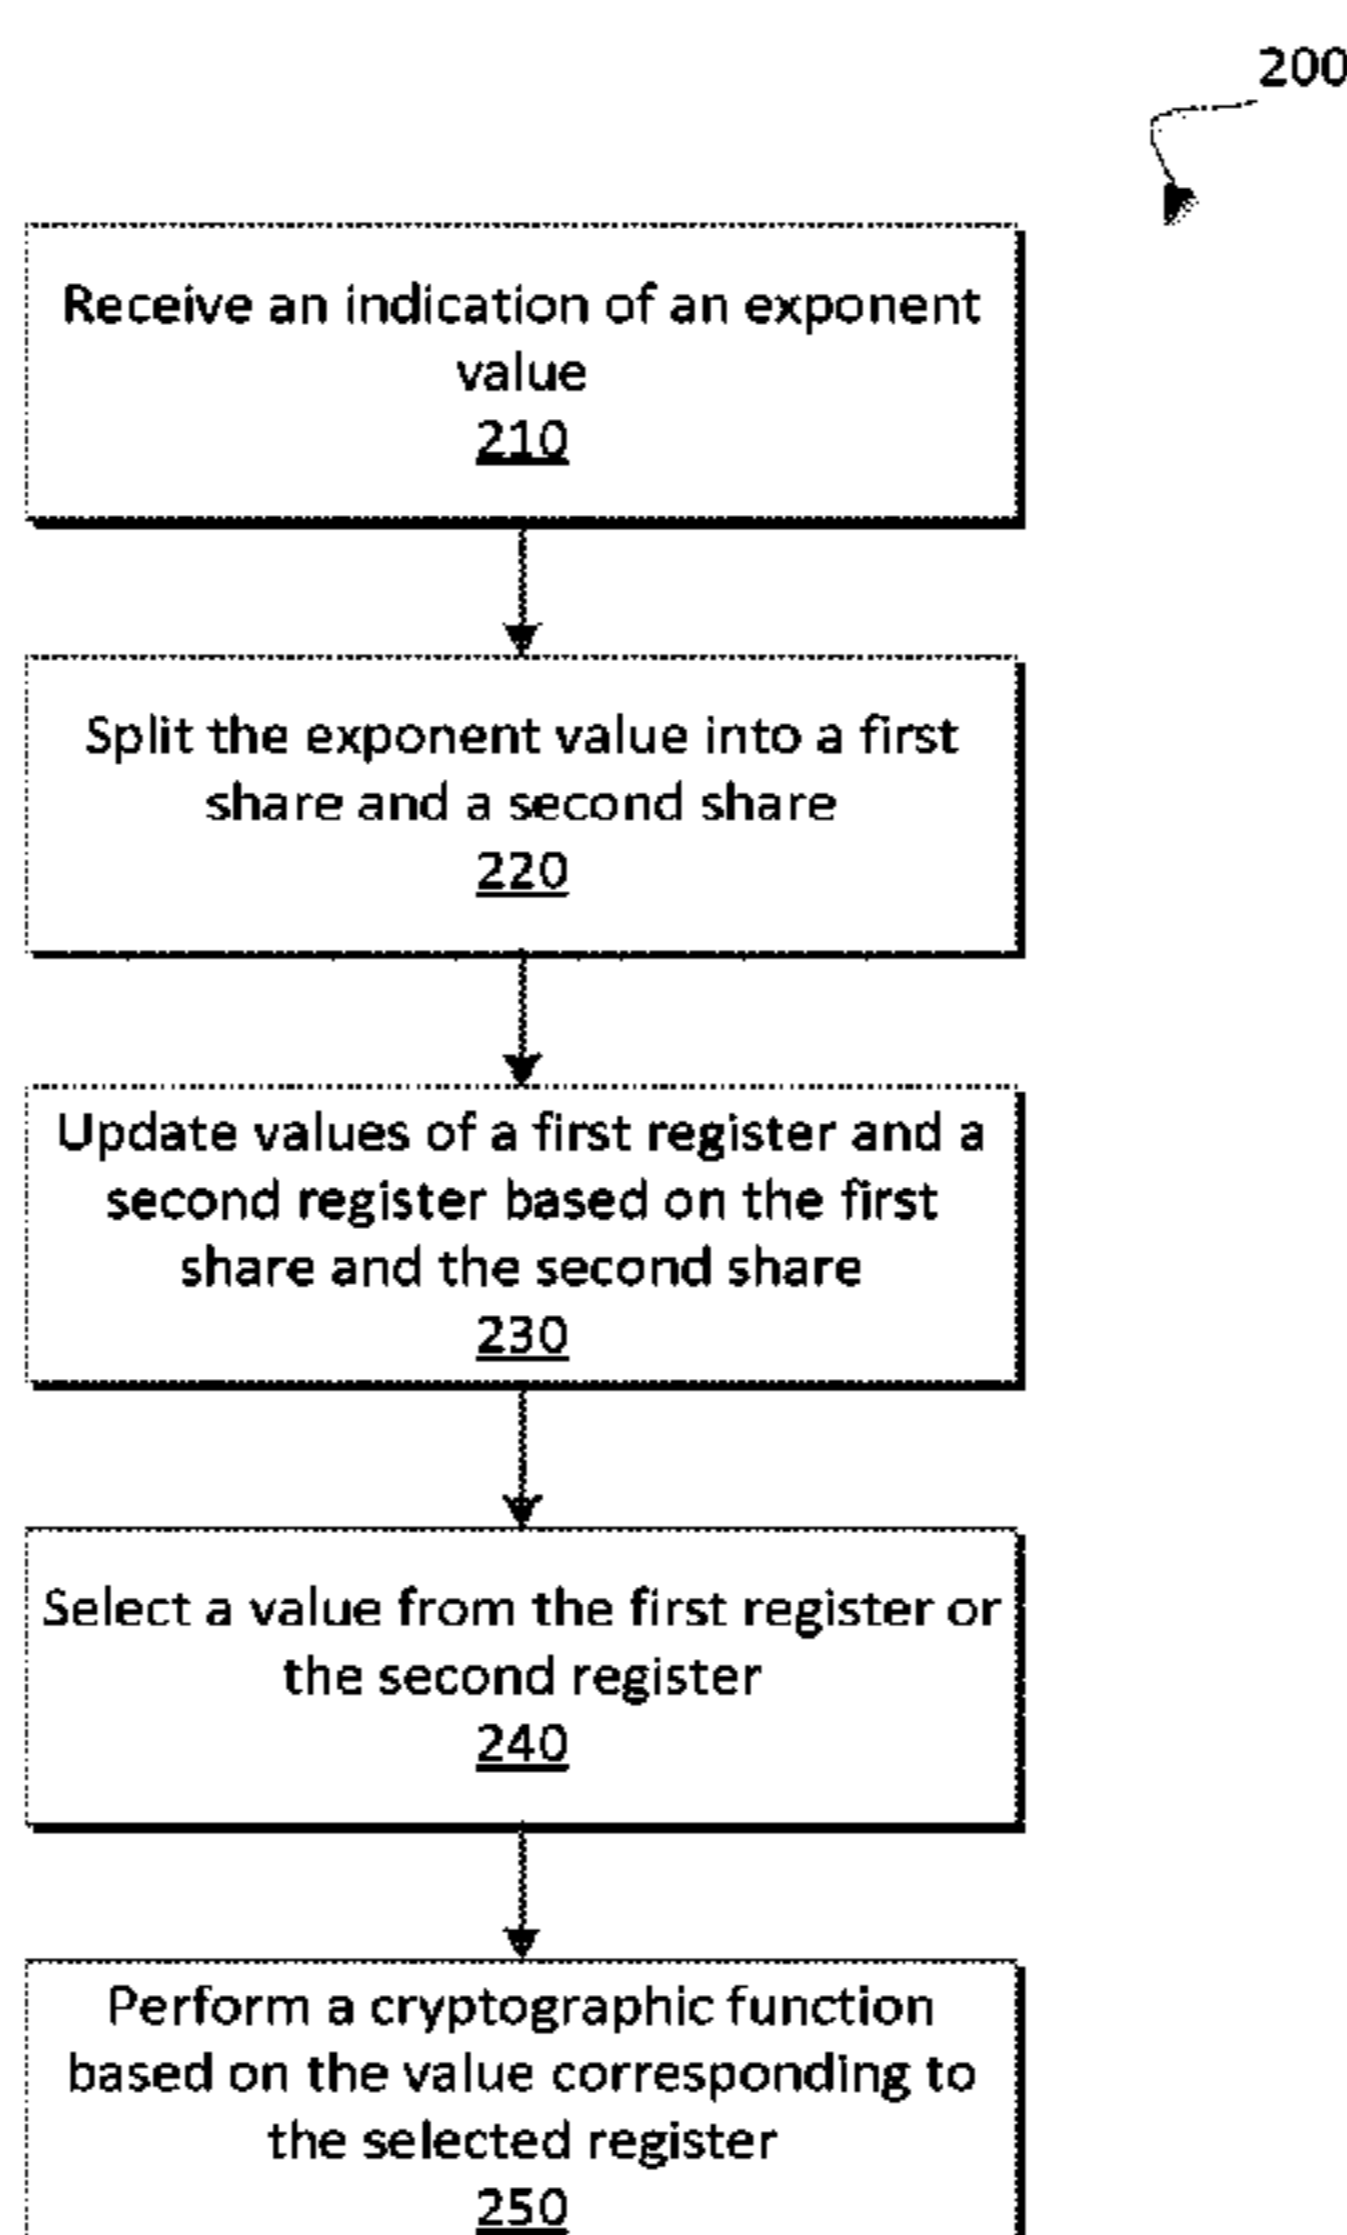 200
Receive an indication of an exponent
value
210
Split the exponent value into a first
share and a second share
220
Update values of a first register and a
second register based on the first
share and the second share
230
Select a value from the first register or
the second register
240
Perform a cryptographic function
based on the value corresponding to
the selected register
250